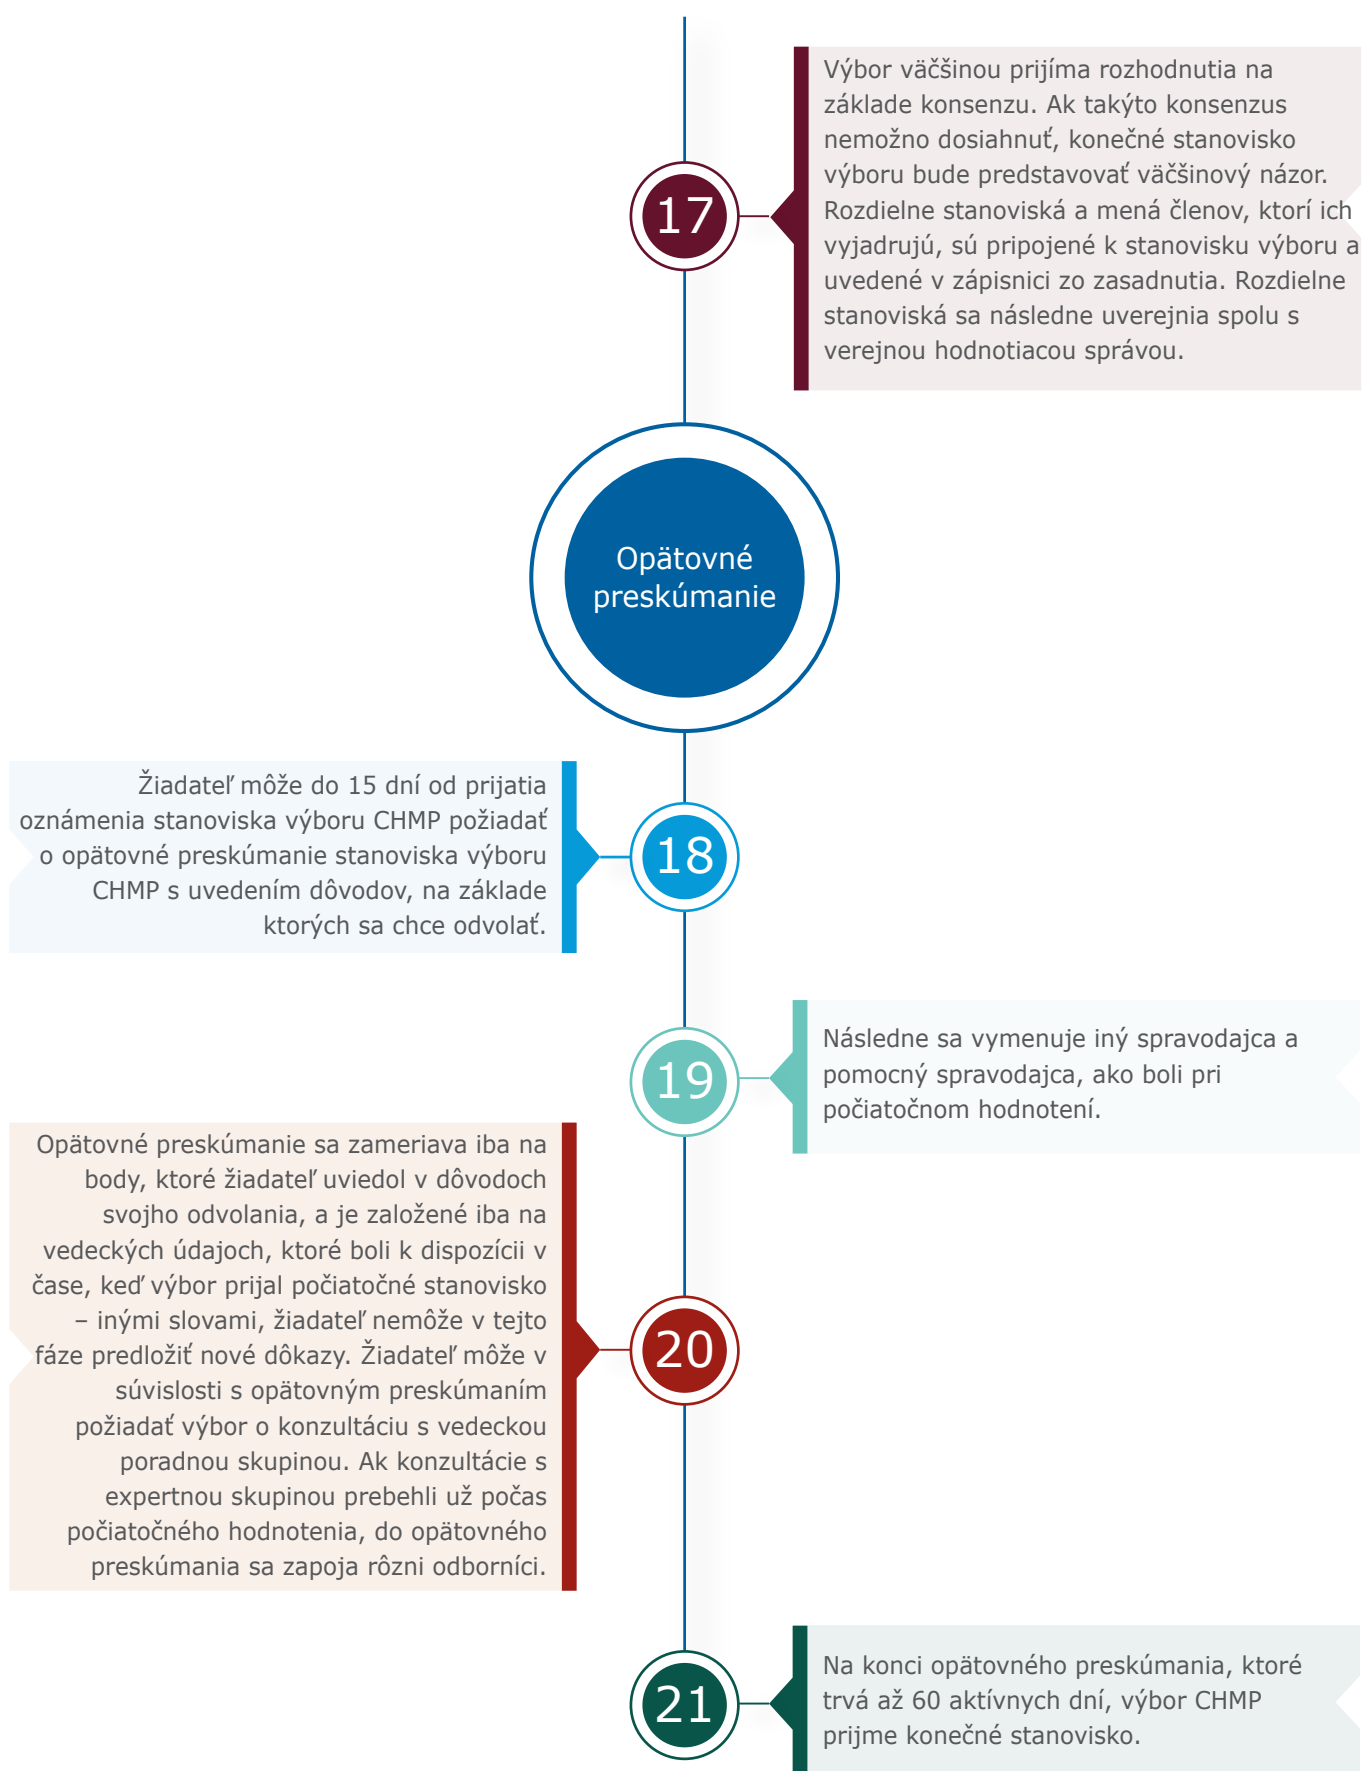 17
Výbor väčšinou prijíma rozhodnutia na
základe konsenzu. Ak takýto konsenzus
nemožno dosiahnuť, konečné stanovisko
výboru bude predstavovať väčšinový názor.
Rozdielne stanoviská a mená členov, ktorí ich
vyjadrujú, sú pripojené k stanovisku výboru a
uvedené v zápisnici zo zasadnutia. Rozdielne
stanoviská sa následne uverejnia spolu s
verejnou hodnotiacou správou.
Opätovné
preskúmanie
18
Žiadateľ môže do 15 dní od prijatia
oznámenia stanoviska výboru CHMP požiadať
o opätovné preskúmanie stanoviska výboru
CHMP s uvedením dôvodov, na základe
ktorých sa chce odvolať.
19
Následne sa vymenuje iný spravodajca a
pomocný spravodajca, ako boli pri
počiatočnom hodnotení.
20
Opätovné preskúmanie sa zameriava iba na
body, ktoré žiadateľ uviedol v dôvodoch
svojho odvolania, a je založené iba na
vedeckých údajoch, ktoré boli k dispozícii v
čase, keď výbor prijal počiatočné stanovisko
– inými slovami, žiadateľ nemôže v tejto
fáze predložiť nové dôkazy. Žiadateľ môže v
súvislosti s opätovným preskúmaním
požiadať výbor o konzultáciu s vedeckou
poradnou skupinou. Ak konzultácie s
expertnou skupinou prebehli už počas
počiatočného hodnotenia, do opätovného
preskúmania sa zapoja rôzni odborníci.
21
Na konci opätovného preskúmania, ktoré
trvá až 60 aktívnych dní, výbor CHMP
prijme konečné stanovisko.